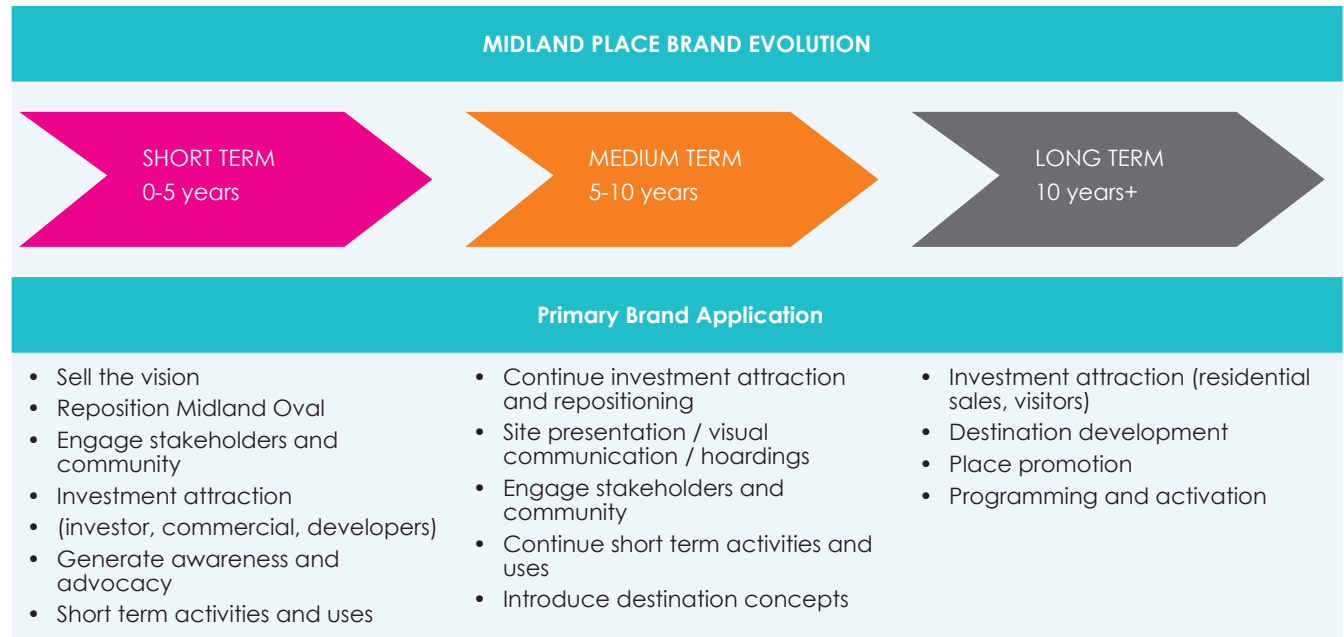 MIDLAND PLACE BRAND EVOLUTION
SHORT TERM
0-5 years
MEDIUM TERM
5-10 years
LONG TERM
10 years+
Primary Brand Application
• Sell the vision
• Reposition Midland Oval
• Engage stakeholders and
community
• Investment attraction
• (investor, commercial, developers)
• Generate awareness and
advocacy
• Short term activities and uses
• Continue investment attraction
and repositioning
• Site presentation / visual
communication / hoardings
• Engage stakeholders and
community
• Continue short term activities and
uses
• Introduce destination concepts
• Investment attraction (residential
sales, visitors)
• Destination development
• Place promotion
• Programming and activation